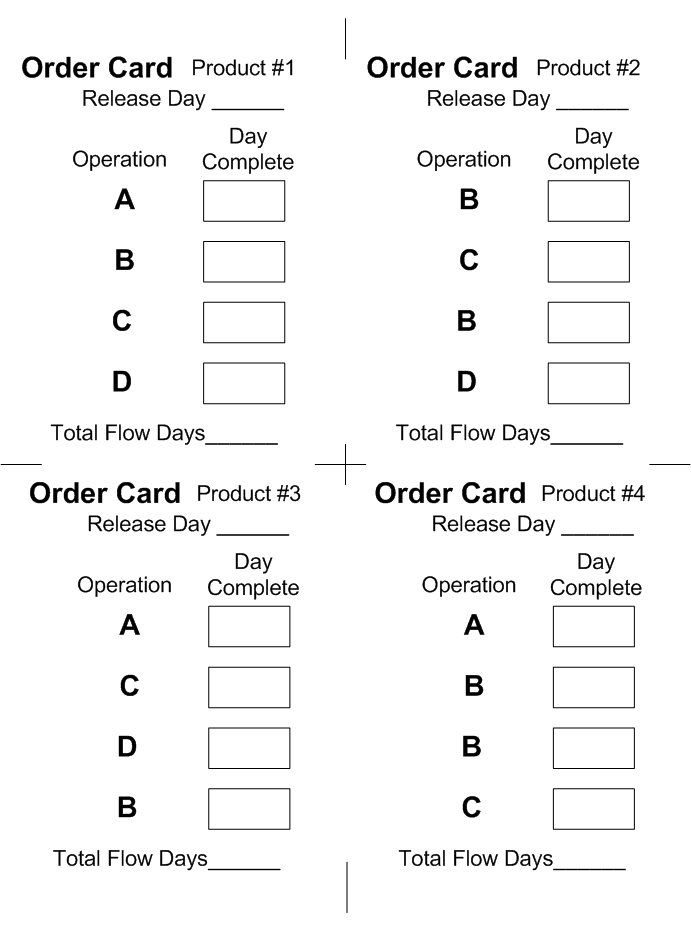 Order Card Product #1
Release Day ______
Day
Operation Complete
A
B
C
D
Total Flow Days______
Order Card Product #2
Release Day ______
Day
Operation Complete
B
C
B
D
Total Flow Days______
Order Card Product #3
Release Day ______
Day
Operation Complete
A
C
D
B
Total Flow Days______
Order Card Product #4
Release Day ______
Day
Operation Complete
A
B
B
C
Total Flow Days______